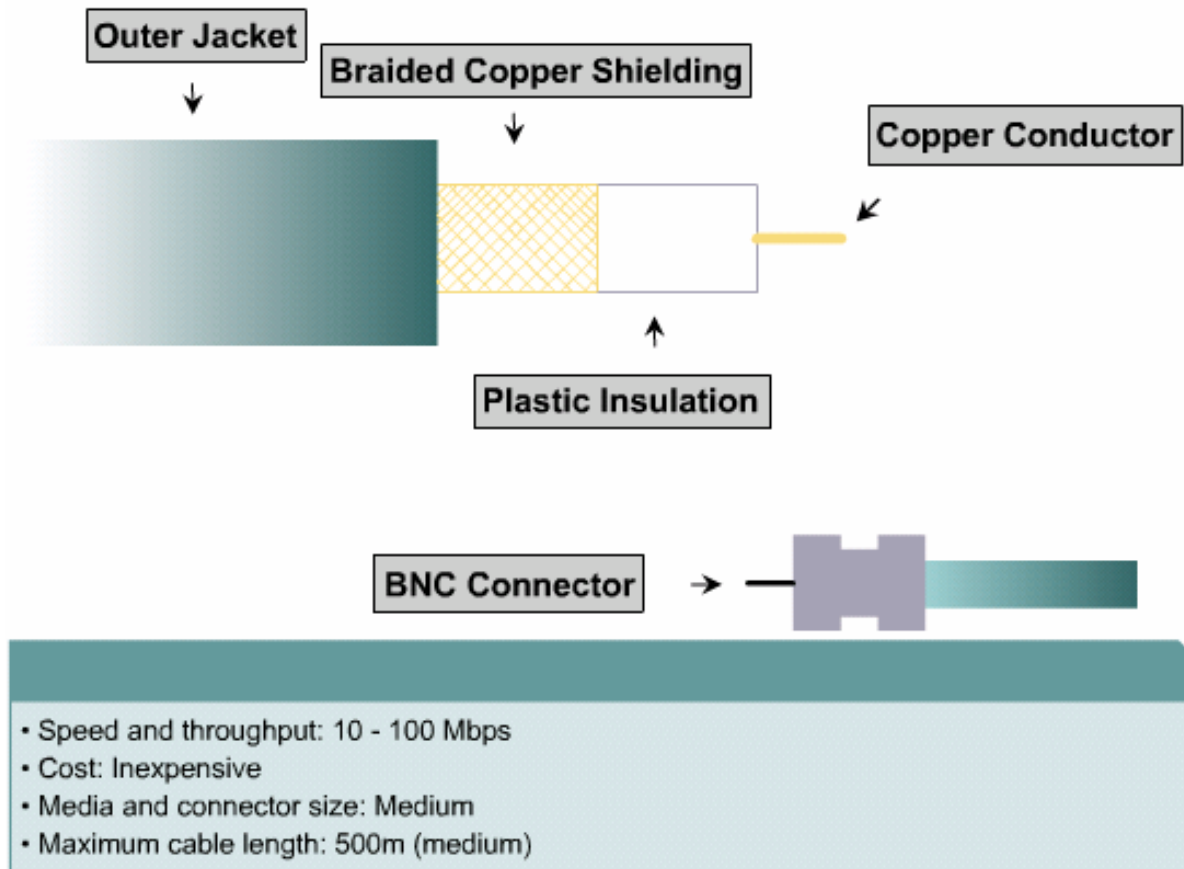 Outer Jacket
Braided Copper Shielding
Copper Conductor
Plastic Insulation
BNC Connector
• Speed and throughput: 10 - 100 Mbps
• Cost: Inexpensive
• Media and connector size: Medium
• Maximum cable length: 500m (medium)